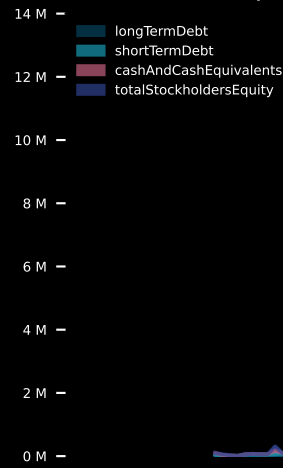 14 M
longTermDebt
shortTermDebt
cashAndCashEquivalents
totalStockholdersEquity
12 M
10 M
8 M
6 M
4 M
2 M
0 M